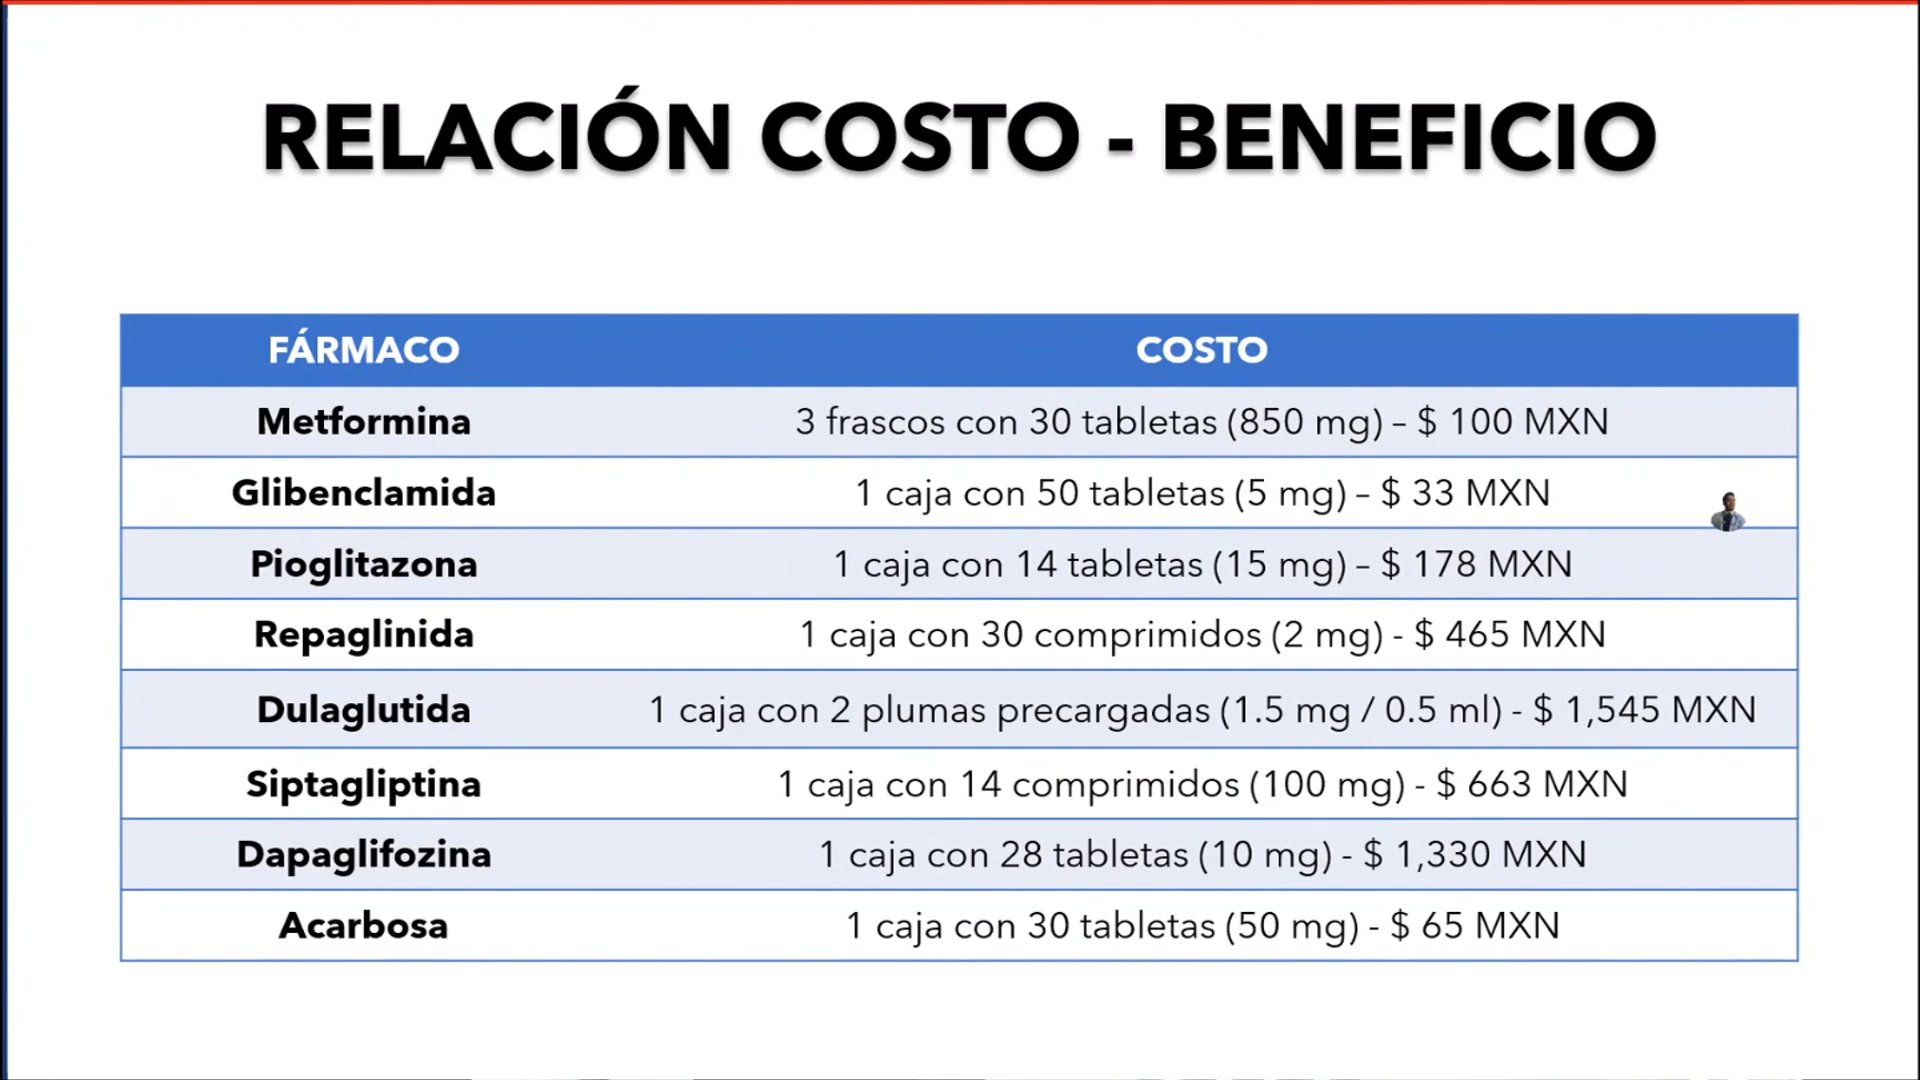 RELACIÓN COSTO - BENEFICIO
FÁRMACO COSTO
Metformina 3 frascos con 30 tabletas (850 mg) – $ 100 MXN
Glibenclamida 1 caja con 50 tabletas (5 mg) – $ 33 MXN
Pioglitazona 1 caja con 14 tabletas (15 mg) – $ 178 MXN
Repaglinida 1 caja con 30 comprimidos (2 mg) - $ 465 MXN
Dulaglutida 1 caja con 2 plumas precargadas (1.5 mg / 0.5 ml) - $ 1,545 MXN
Siptagliptina 1 caja con 14 comprimidos (100 mg) - $ 663 MXN
Dapaglifozina 1 caja con 28 tabletas (10 mg) - $ 1,330 MXN
Acarbosa 1 caja con 30 tabletas (50 mg) - $ 65 MXN